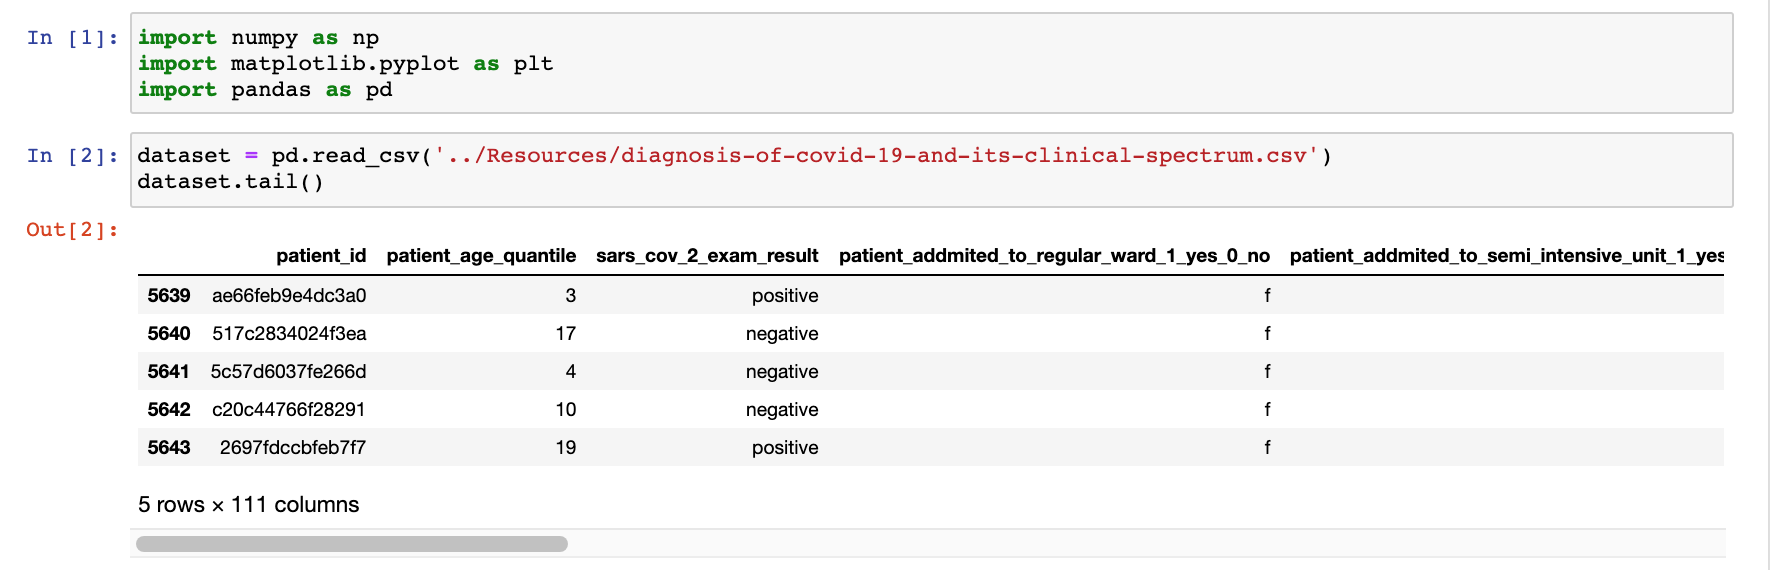 In [1]: import numpy as np
import matplotlib.pyplot as plt
import pandas as pd
In [2]: dataset = pd.read_csv('../Resources/diagnosis-of-covid-19-and-its-clinical-spectrum.csv')
dataset.tail()
Out[2]:
patient_id patient_age_quantile sars_cov_2_exam_result patient_addmited_to_regular_ward_1_yes_0_no patient_addmited_to_semi_intensive_unit_1_yes
5639 ae66feb9e4dc3a0 3 positive f
5640 517c2834024f3ea 17 negative f
5641 5c57d6037fe266d 4 negative f
5642 c20c44766f28291 10 negative f
5643 2697fdccbfeb7f7 19 positive f
5 rows × 111 columns